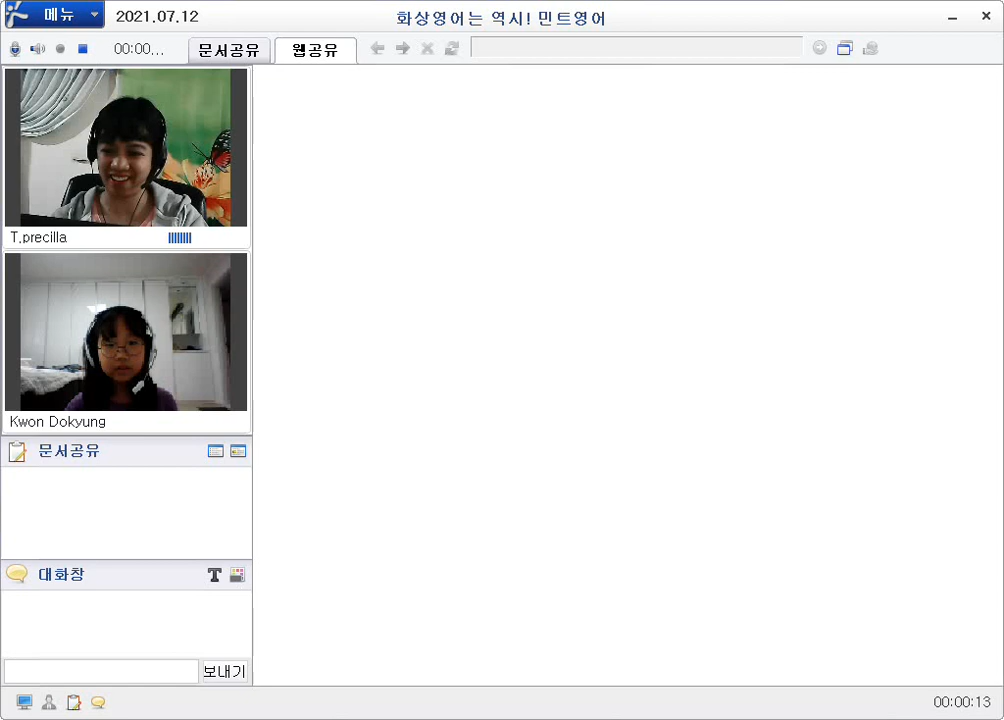 메뉴 2021.07.12 화상영어는 역시! 민트영어
00:00... 문서공유 웹공유
T.precilla
Kwon Dokyung
문서공유
대화창
T
보내기
00:00:13